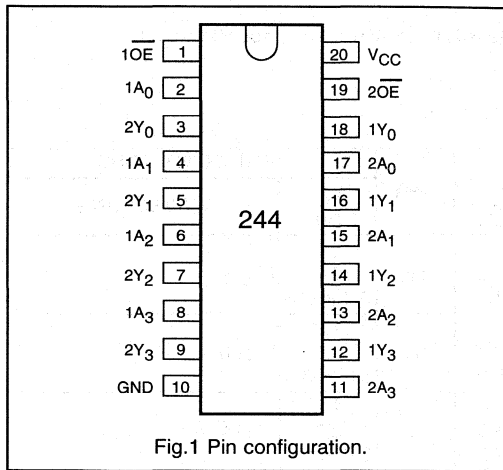 1O̅E̅ 1 20 VCC
1A0 2 19 2O̅E̅
2Y0 3 18 1Y0
1A1 4 17 2A0
2Y1 5 16 1Y1
244
1A2 6 15 2A1
2Y2 7 14 1Y2
1A3 8 13 2A2
2Y3 9 12 1Y3
GND 10 11 2A3
Fig.1 Pin configuration.